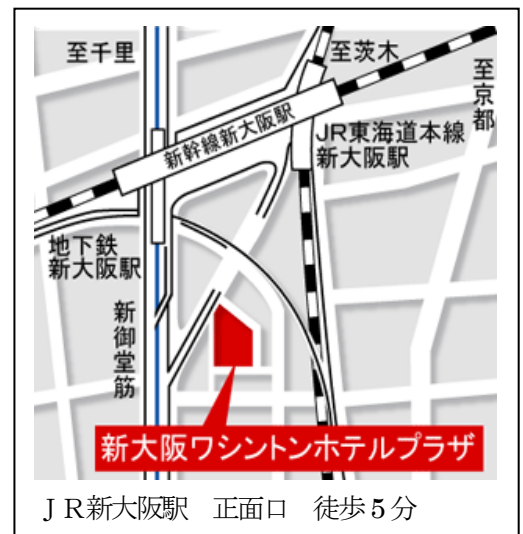 至千里
至茨木
至京都
新幹線新大阪駅
JR東海道本線
新大阪駅
地下鉄
新大阪駅
新御堂筋
新大阪ワシントンホテルプラザ
ＪＲ新大阪駅　正面口　徒歩5分